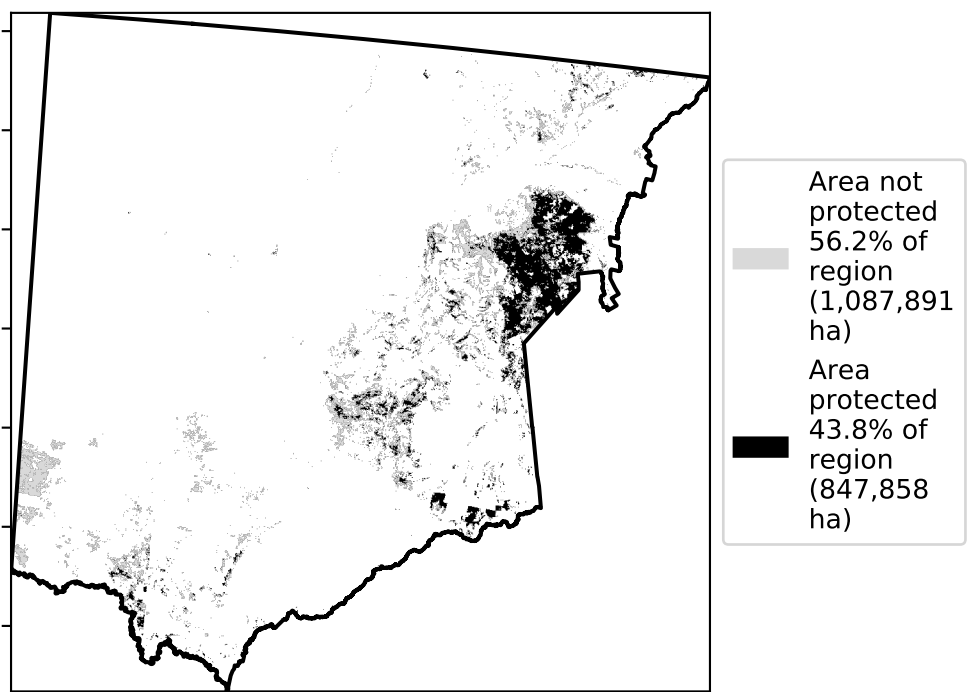 Area not
protected
56.2% of
region
(1,087,891
ha)
Area
protected
43.8% of
region
(847,858
ha)